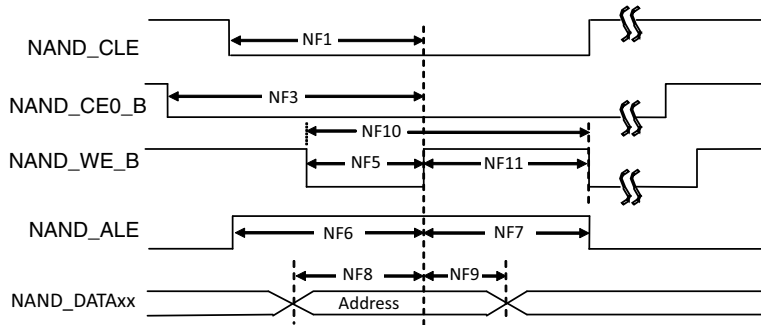 NAND_CLE
NF1
NAND_CE0_B
NF3
NF10
NAND_WE_B
NF5
NF11
NAND_ALE
NF6
NF7
NF8
NF9
NAND_DATAxx
Address